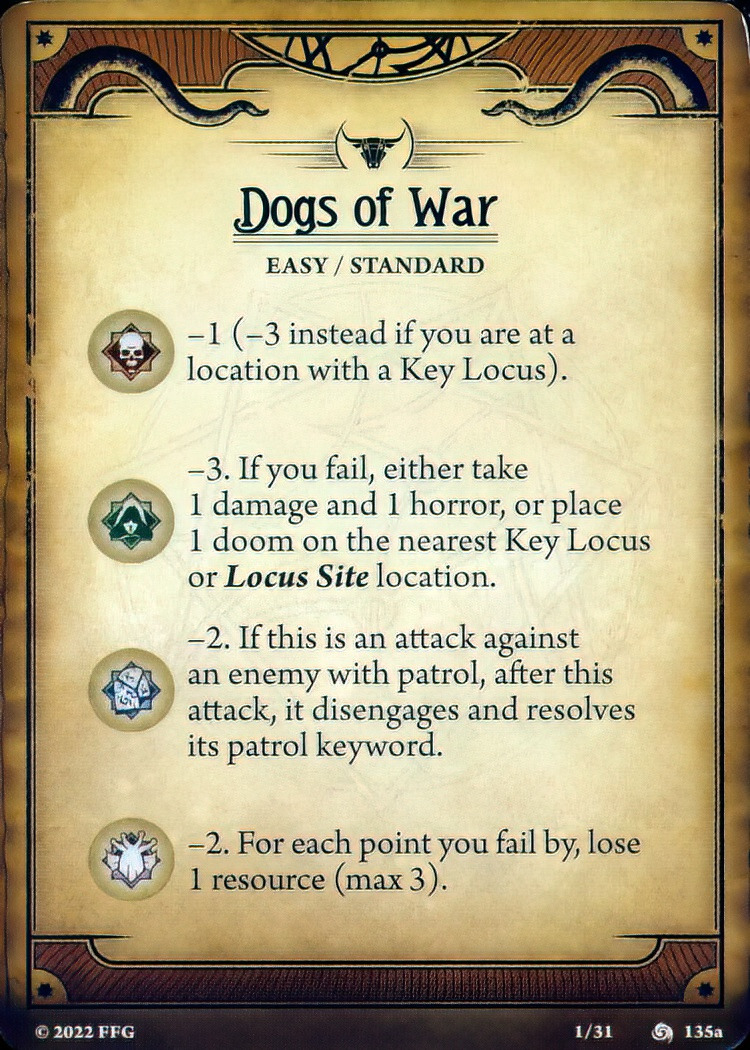 Dogs of War
EASY / STANDARD
–1 (–3 instead if you are at a
location with a Key Locus).
–3. If you fail, either take
1 damage and 1 horror, or place
1 doom on the nearest Key Locus
or Locus Site location.
–2. If this is an attack against
an enemy with patrol, after this
attack, it disengages and resolves
its patrol keyword.
–2. For each point you fail by, lose
1 resource (max 3).
© 2022 FFG
1/31
135a